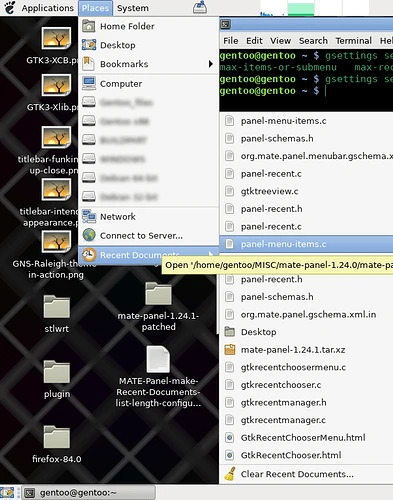 Applications Places System
GTK3-XCB.png
GTK3-Xlib.png
titlebar-funkin
up-close.png
titlebar-intend
appearance.png
GNS-Raleigh-the
in-action.png
stlwrt
plugin
firefox-84.0
mate-panel-1.24.1-
patched
MATE-Panel-make-
Recent-Documents-
list-length-configu...
Home Folder
Desktop
Bookmarks
Computer
Network
Connect to Server...
Recent Documents
File Edit View Search Terminal Hel
gentoo@gentoo ~ $ gsettings se
max-items-or-submenu max-rec
gentoo@gentoo ~ $ gsettings se
gentoo@gentoo ~ $
panel-menu-items.c
panel-schemas.h
org.mate.panel.menubar.gschema.x
panel-recent.c
gtktreeview.c
panel-recent.h
panel-recent.c
panel-menu-items.c
Open '/home/gentoo/MISC/mate-panel-1.24.0/mate-pa
panel-recent.h
panel-schemas.h
org.mate.panel.gschema.xml.in
Desktop
mate-panel-1.24.1.tar.xz
gtkrecentchoosermenu.c
gtkrecentchooser.c
gtkrecentmanager.h
gtkrecentmanager.c
GtkRecentChooserMenu.html
GtkRecentChooser.html
Clear Recent Documents...
gentoo@gentoo:~